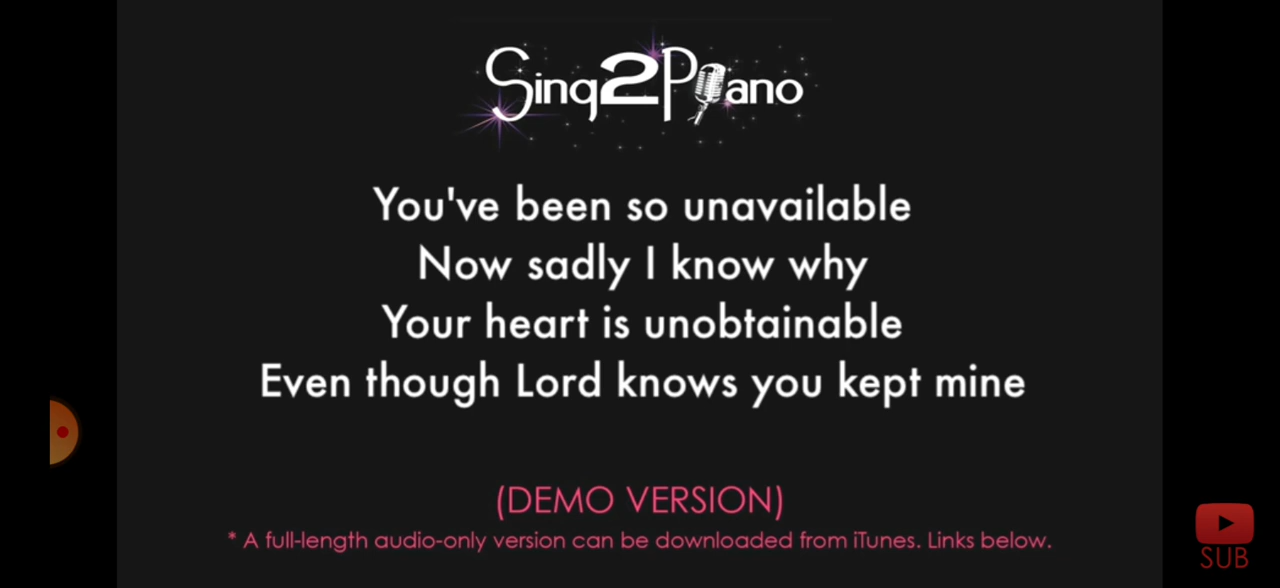 Sing2Piano
You've been so unavailable
Now sadly I know why
Your heart is unobtainable
Even though Lord knows you kept mine
(DEMO VERSION)
* A full-length audio-only version can be downloaded from iTunes. Links below.
SUB